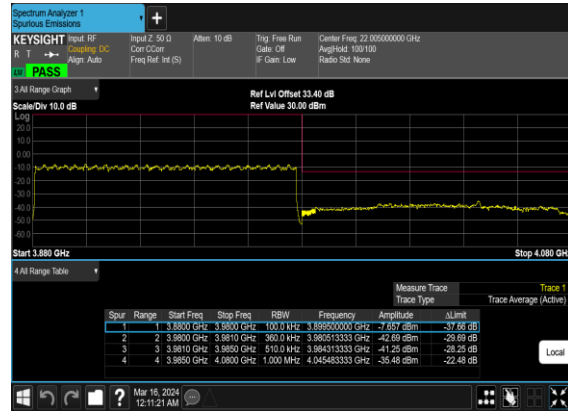 Spectrum Analyzer 1
Spurious Emissions
KEYSIGHT Input: RF Input Z: 50 Ω Atten: 10 dB Trig: Free Run Center Freq: 22.005000000 GHz
R T Coupling: DC Corr CCorr Gate: Off Avg|Hold: 100/100
Align: Auto Freq Ref: Int (S) IF Gain: Low Radio Std: None
PASS
3 All Range Graph
Ref Lvl Offset 33.40 dB
Scale/Div 10.0 dB Ref Value 30.00 dBm
Log
20.0
10.0
0.00
-10.0
-20.0
-30.0
-40.0
-50.0
-60.0
Start 3.880 GHz Stop 4.080 GHz
4 All Range Table
Measure Trace Trace 1
Trace Type Trace Average (Active)
Spur Range Start Freq Stop Freq RBW Frequency Amplitude ΔLimit
1 1 3.8800 GHz 3.9800 GHz 100.0 kHz 3.899500000 GHz -7.657 dBm -37.66 dB
2 2 3.9800 GHz 3.9810 GHz 360.0 kHz 3.980513333 GHz -42.69 dBm -29.69 dB
3 3 3.9810 GHz 3.9850 GHz 510.0 kHz 3.984313333 GHz -41.25 dBm -28.25 dB
4 4 3.9850 GHz 4.0800 GHz 1.000 MHz 4.045483333 GHz -35.48 dBm -22.48 dB
Local
Mar 16, 2024
12:11:21 AM